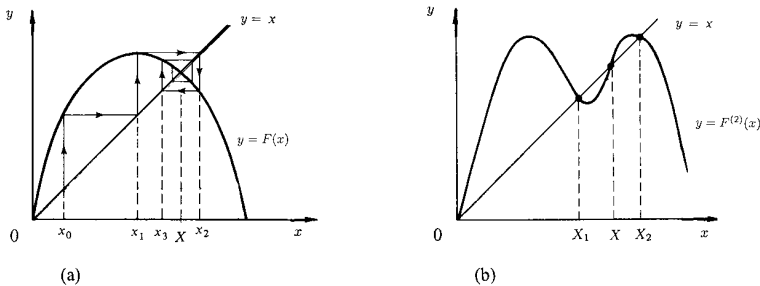 y
y = x
y = F(x)
0
x₀
x₁
x₃
X
x₂
x
(a)
y
y = x
y = F⁽²⁾(x)
0
X₁
X
X₂
x
(b)